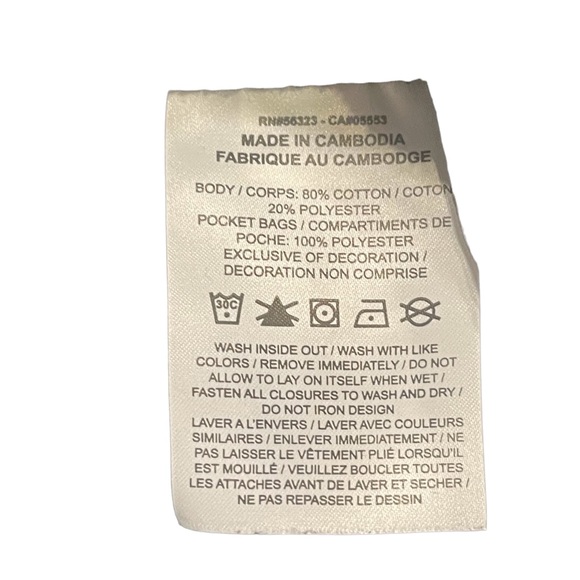 RN#56323 - CA#05553
MADE IN CAMBODIA
FABRIQUE AU CAMBODGE
BODY / CORPS: 80% COTTON / COTON
20% POLYESTER
POCKET BAGS / COMPARTIMENTS DE
POCHE: 100% POLYESTER
EXCLUSIVE OF DECORATION /
DECORATION NON COMPRISE
30C
WASH INSIDE OUT / WASH WITH LIKE
COLORS / REMOVE IMMEDIATELY / DO NOT
ALLOW TO LAY ON ITSELF WHEN WET /
FASTEN ALL CLOSURES TO WASH AND DRY /
DO NOT IRON DESIGN
LAVER A L'ENVERS / LAVER AVEC COULEURS
SIMILAIRES / ENLEVER IMMEDIATEMENT / NE
PAS LAISSER LE VÊTEMENT PLIÉ LORSQU'IL
EST MOUILLÉ / VEUILLEZ BOUCLER TOUTES
LES ATTACHES AVANT DE LAVER ET SECHER /
NE PAS REPASSER LE DESSIN